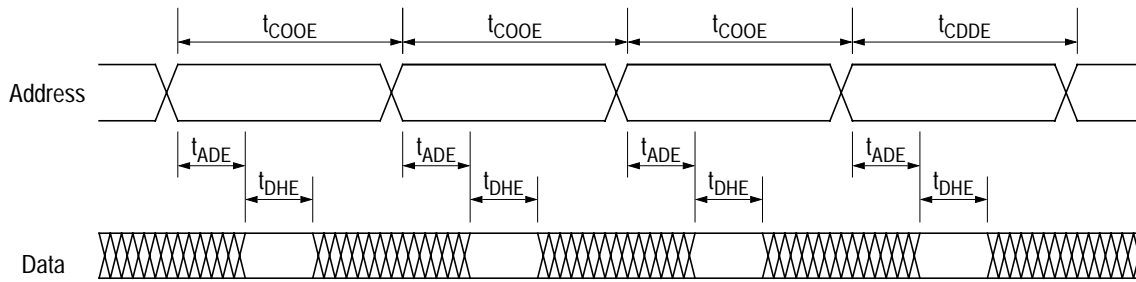 tCOOE tCOOE tCOOE tCDDE
Address
tADE tADE tADE tADE
tDHE tDHE tDHE tDHE
Data